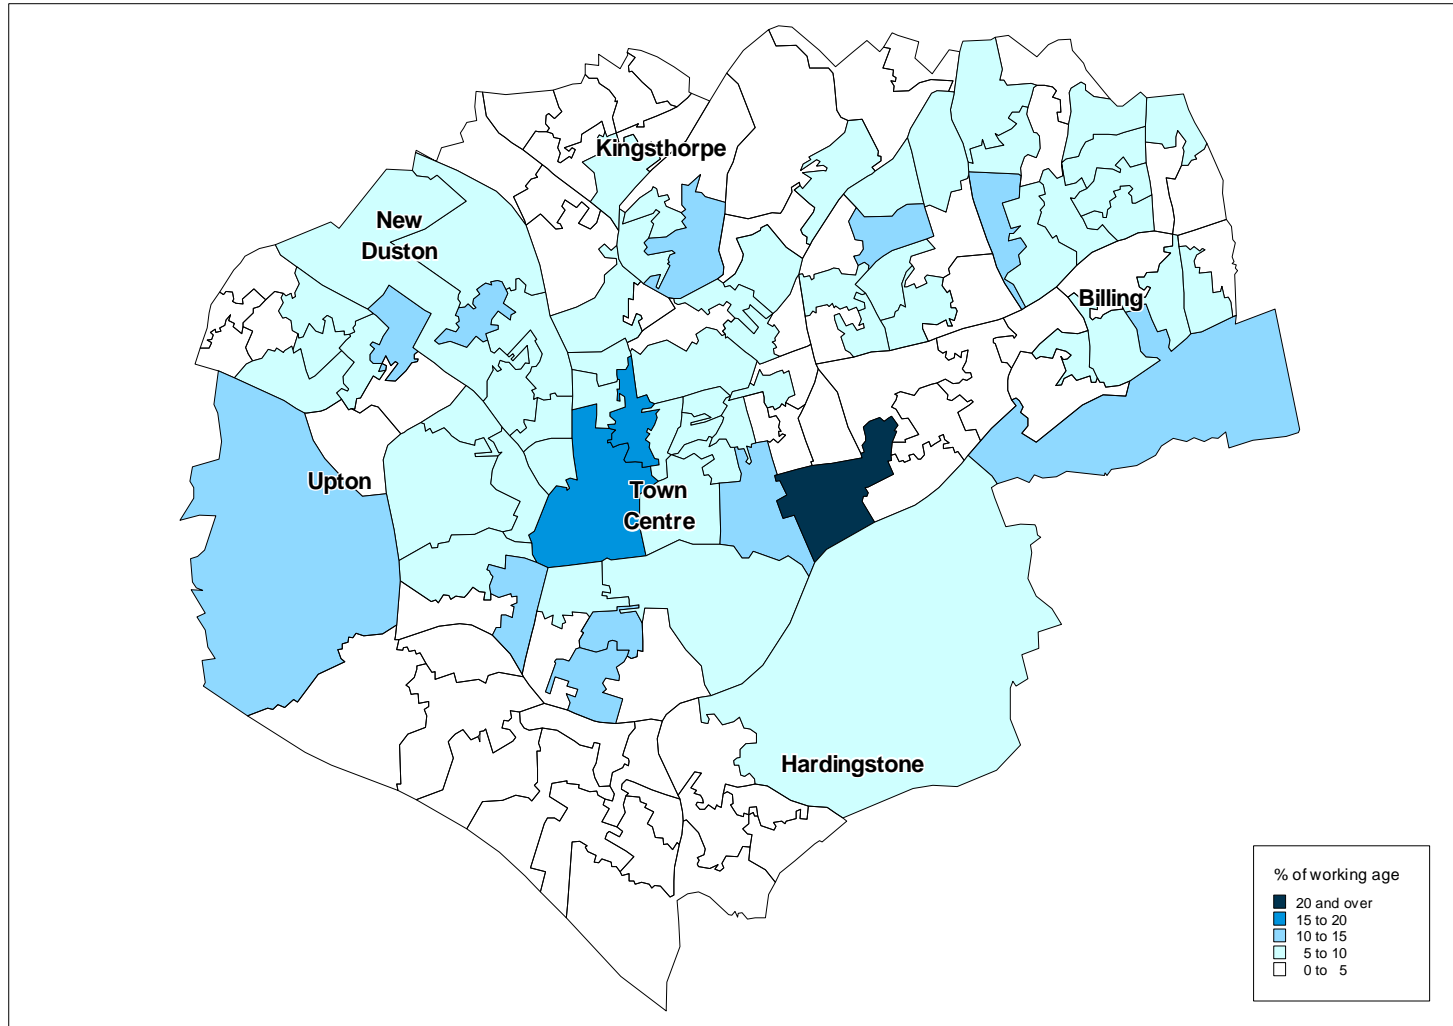 Kingsthorpe
New
Duston
Billing
Upton
Town
Centre
Hardingstone
% of working age
20 and over
15 to 20
10 to 15
5 to 10
0 to 5